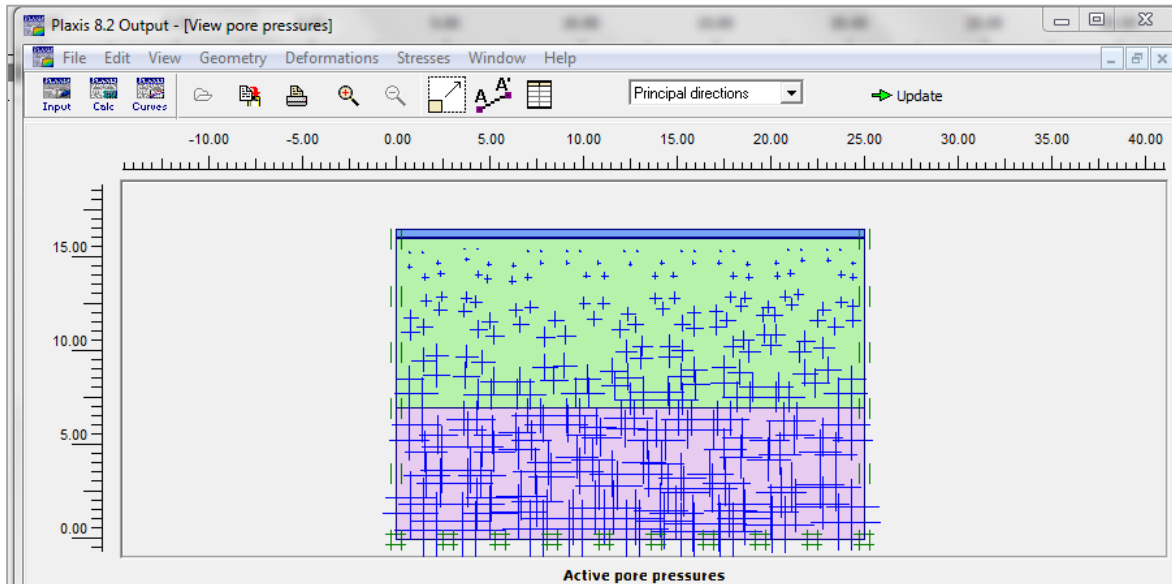 Plaxis 8.2 Output - [View pore pressures]
File Edit View Geometry Deformations Stresses Window Help
Input Calc Curves A A* Principal directions Update
-10.00 -5.00 0.00 5.00 10.00 15.00 20.00 25.00 30.00 35.00 40.00
15.00
10.00
5.00
0.00
Active pore pressures